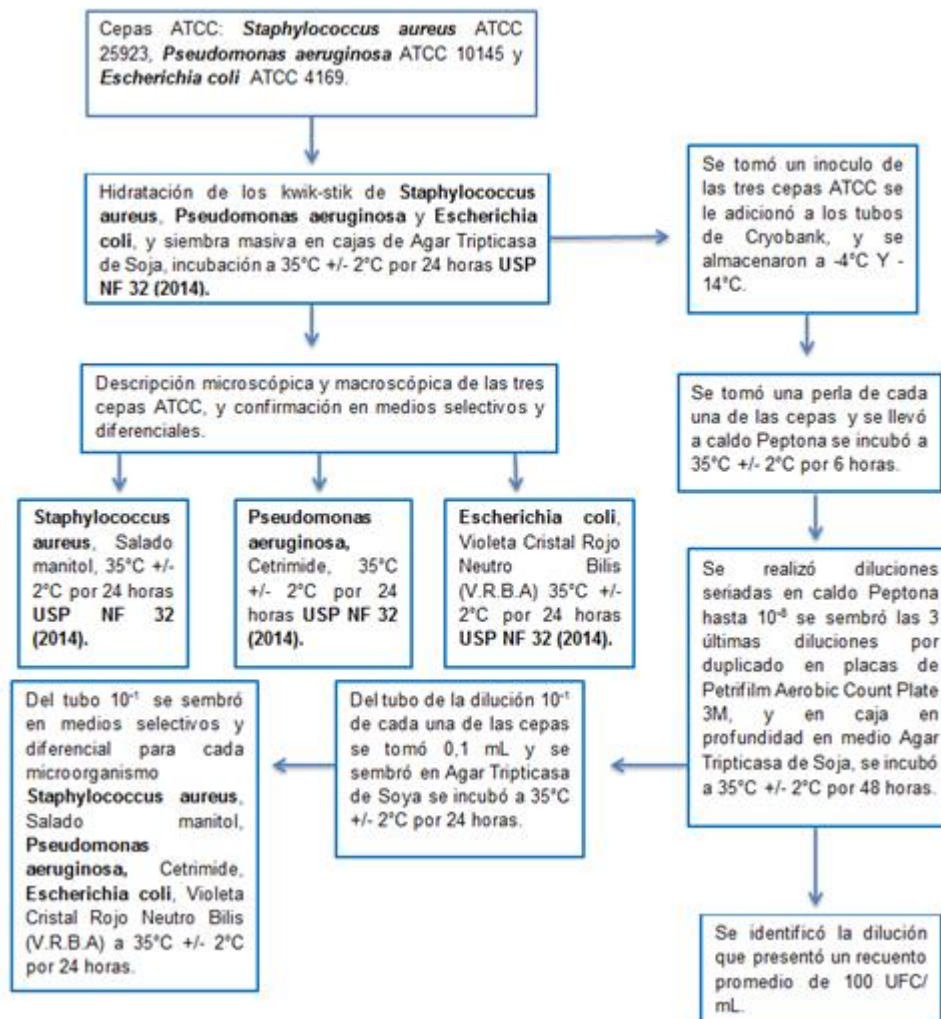 Cepas ATCC: Staphylococcus aureus ATCC
25923, Pseudomonas aeruginosa ATCC 10145 y
Escherichia coli ATCC 4169.
Hidratación de los kwik-stik de Staphylococcus
aureus, Pseudomonas aeruginosa y Escherichia
coli, y siembra masiva en cajas de Agar Tripticasa
de Soja, incubación a 35°C +/- 2°C por 24 horas USP
NF 32 (2014).
Se tomó un inoculo de
las tres cepas ATCC se
le adicionó a los tubos
de Cryobank, y se
almacenaron a -4°C Y -
14°C.
Descripción microscópica y macroscópica de las tres
cepas ATCC, y confirmación en medios selectivos y
diferenciales.
Se tomó una perla de cada
una de las cepas y se llevó
a caldo Peptona se incubó a
35°C +/- 2°C por 6 horas.
Staphylococcus
aureus, Salado
manitol, 35°C +/-
2°C por 24 horas
USP NF 32
(2014).
Pseudomonas
aeruginosa,
Cetrimide, 35°C
+/- 2°C por 24
horas USP NF 32
(2014).
Escherichia coli,
Violeta Cristal Rojo
Neutro Bilis
(V.R.B.A) 35°C +/-
2°C por 24 horas
USP NF 32 (2014).
Se realizó diluciones
seriadas en caldo Peptona
hasta 10⁻⁸ se sembró las 3
últimas diluciones por
duplicado en placas de
Petrifilm Aerobic Count Plate
3M, y en caja en
profundidad en medio Agar
Tripticasa de Soja, se incubó
a 35°C +/- 2°C por 48 horas.
Del tubo de la dilución 10⁻¹
de cada una de las cepas
se tomó 0,1 mL y se
sembró en Agar Tripticasa
de Soya se incubó a 35°C
+/- 2°C por 24 horas.
Del tubo 10⁻¹ se sembró
en medios selectivos y
diferencial para cada
microorganismo
Staphylococcus aureus,
Salado manitol,
Pseudomonas
aeruginosa, Cetrimide,
Escherichia coli, Violeta
Cristal Rojo Neutro Bilis
(V.R.B.A) a 35°C +/- 2°C
por 24 horas.
Se identificó la dilución
que presentó un recuento
promedio de 100 UFC/
mL.